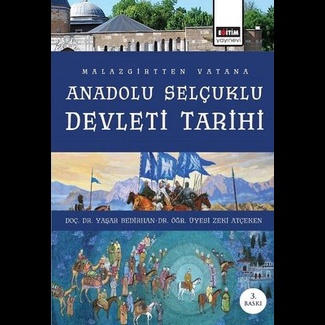 EĞİTİM
yayınevi
MALAZGİRTTEN VATANA
ANADOLU SELÇUKLU
DEVLETİ TARİHİ
DOÇ. DR. YAŞAR BEDİRHAN-DR. ÖĞR. ÜYESİ ZEKİ ATÇEKEN
3.
BASKI